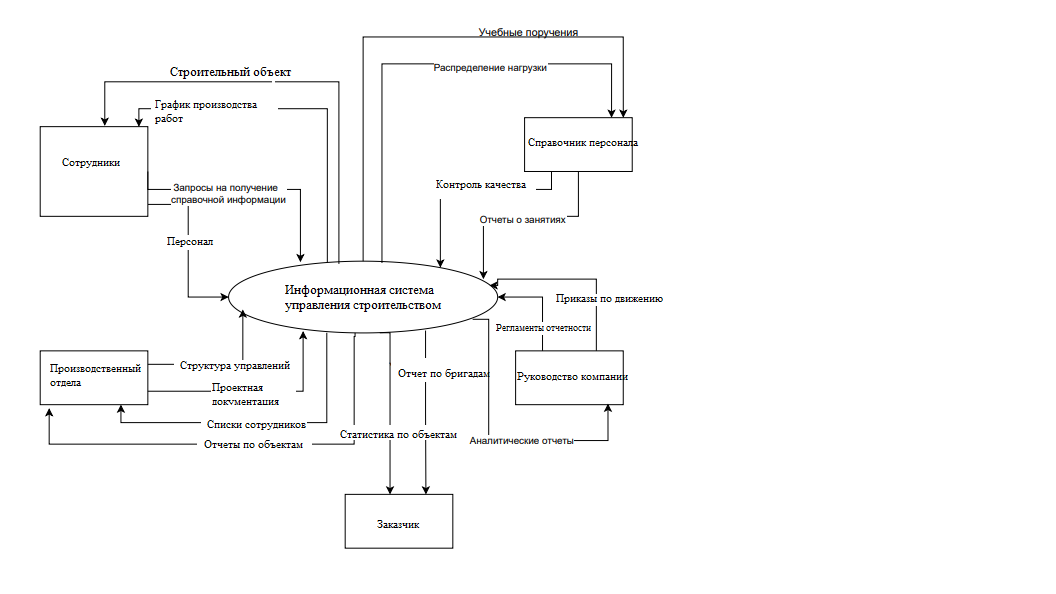 Учебные поручения
Распределение нагрузки
Строительный объект
График производства
работ
Сотрудники
Справочник персонала
Запросы на получение
справочной информации
Контроль качества
Отчеты о занятиях
Персонал
Информационная система
управления строительством
Приказы по движению
Регламенты отчетности
Производственный
отдела
Структура управлений
Отчет по бригадам
Руководство компании
Проектная
документация
Списки сотрудников
Статистика по объектам
Отчеты по объектам
Аналитические отчеты
Заказчик